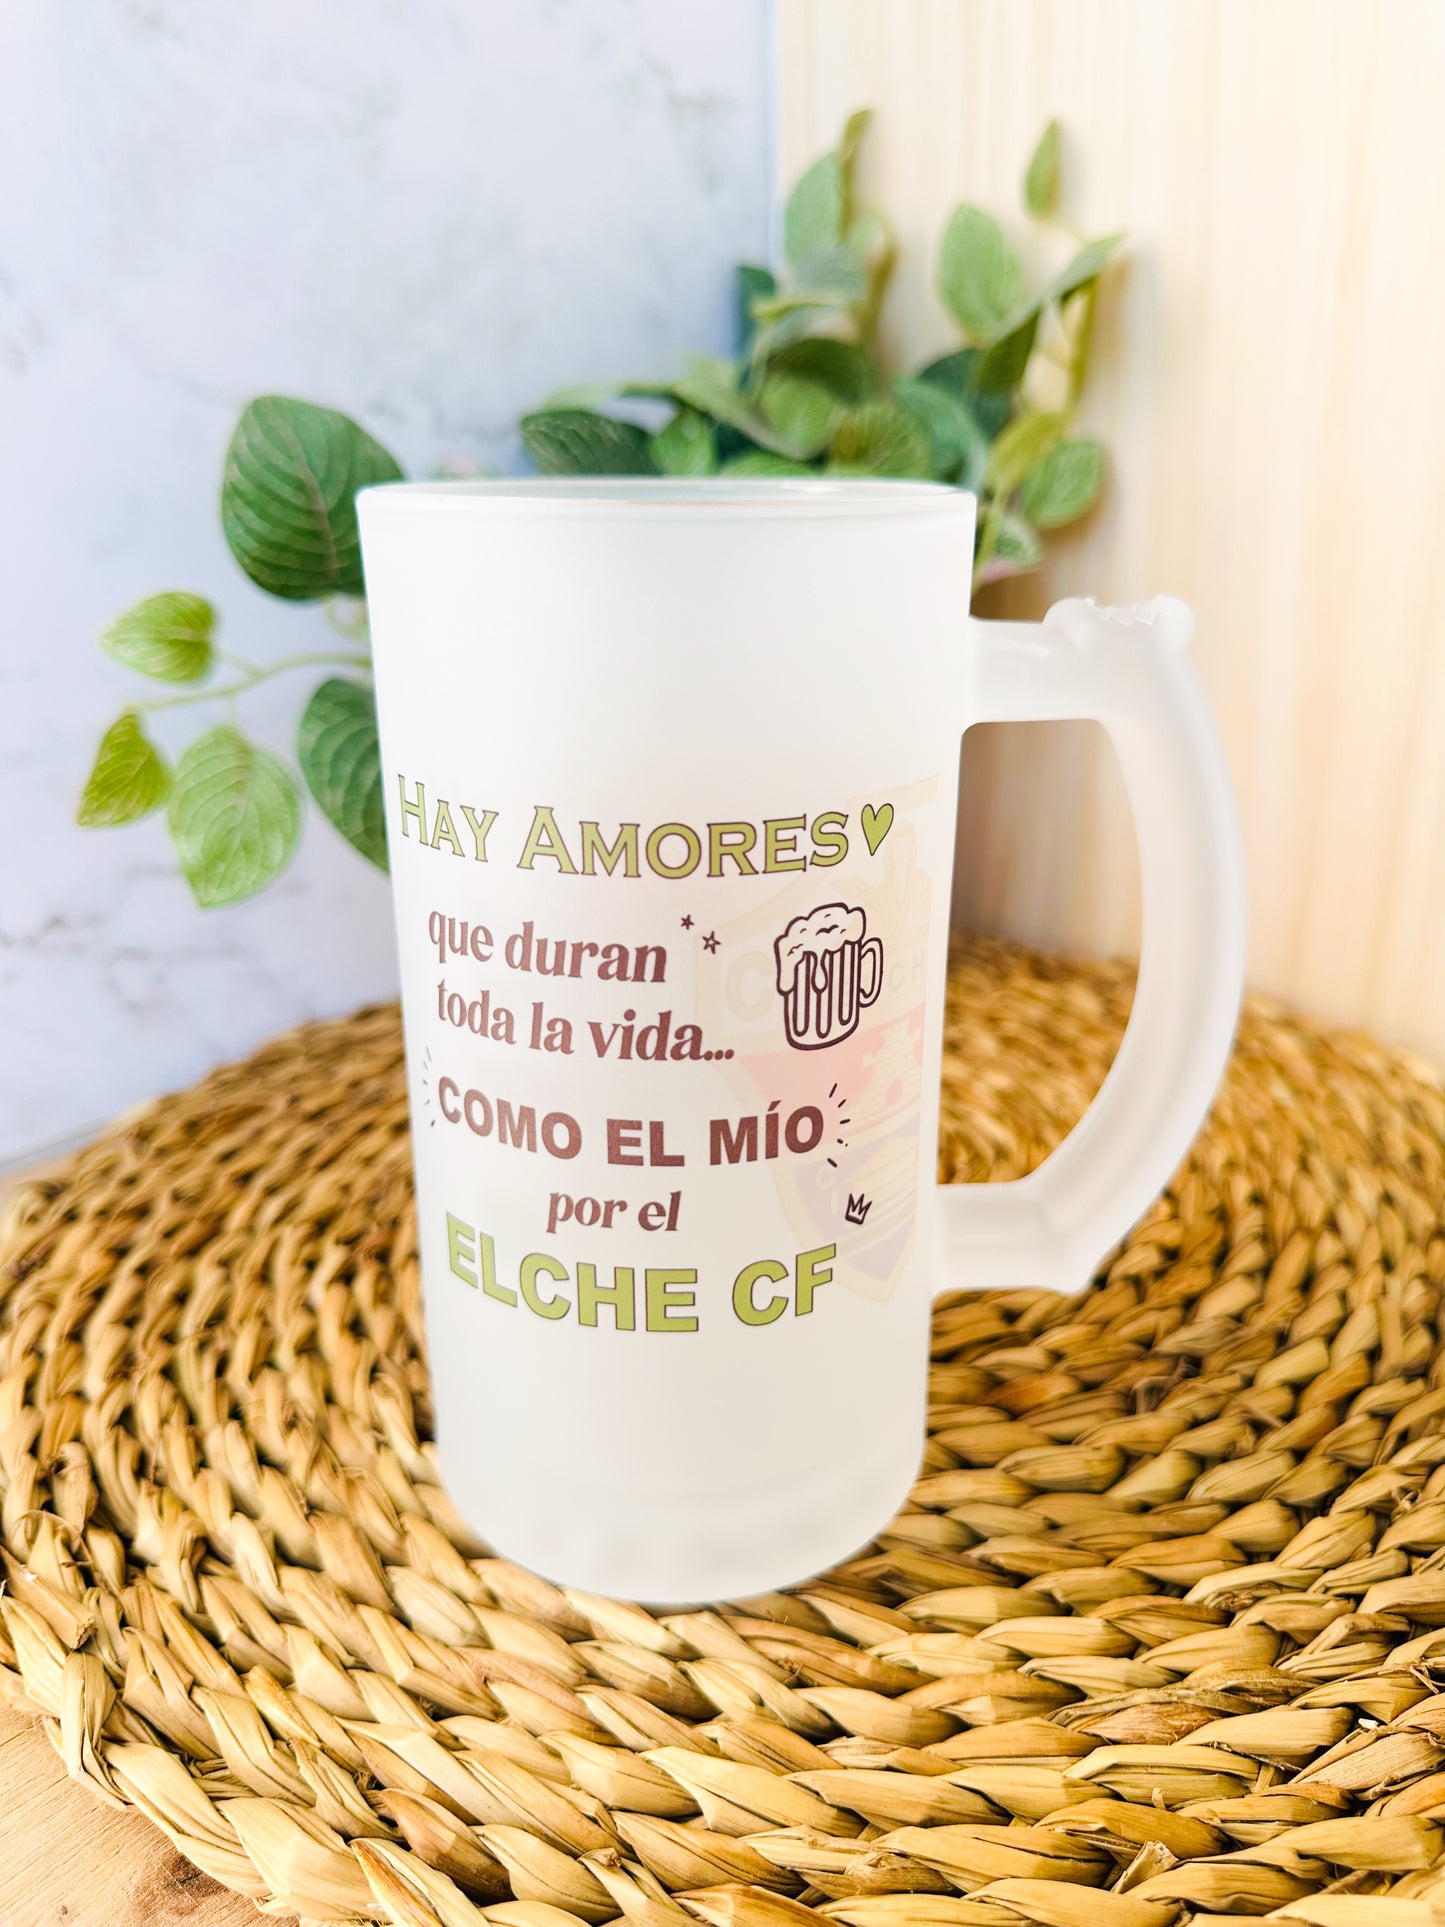 Hay Amores
que duran
toda la vida...
COMO EL MÍO
por el
ELCHE CF